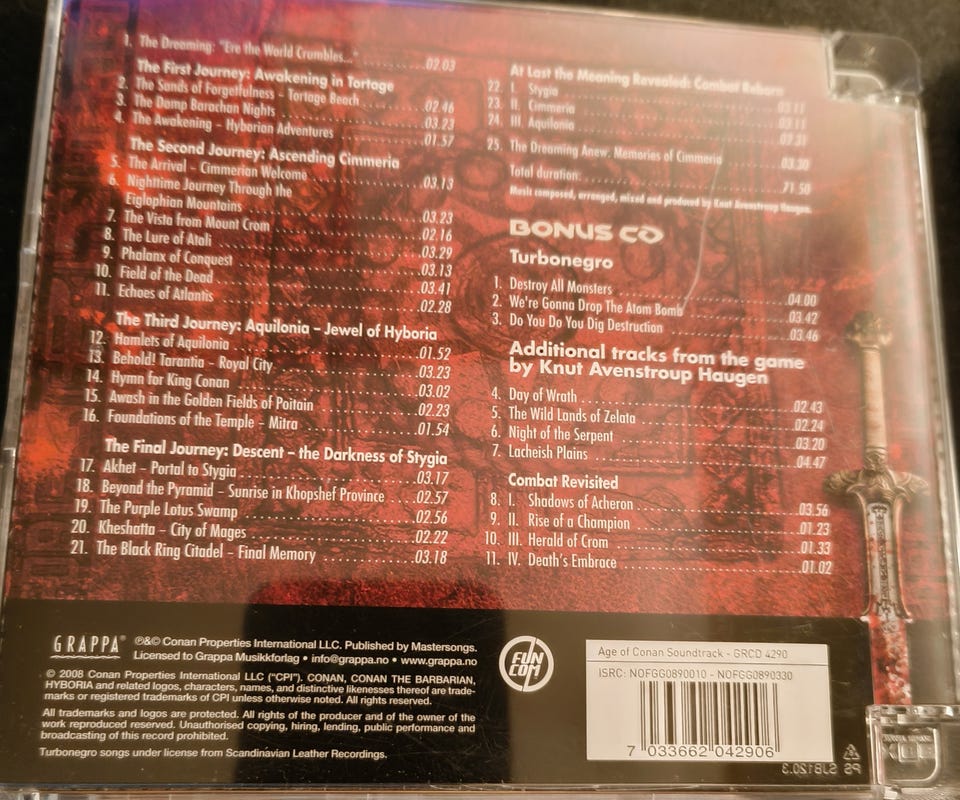 1. The Dreaming: "Ere the World Crumbles..." ..........02.03
The First Journey: Awakening in Tortage
2. The Sands of Forgetfulness – Tortage Beach ..........02.46
3. The Damp Barachan Nights ..........03.23
4. The Awakening – Hyborian Adventures ..........01.57
The Second Journey: Ascending Cimmeria
5. The Arrival – Cimmerian Welcome ..........03.13
6. Nighttime Journey Through the
Eiglophian Mountains ..........03.23
7. The Vista from Mount Crom ..........02.16
8. The Lure of Atali ..........03.29
9. Phalanx of Conquest ..........03.13
10. Field of the Dead ..........03.41
11. Echoes of Atlantis ..........02.28
The Third Journey: Aquilonia – Jewel of Hyboria
12. Hamlets of Aquilonia ..........01.52
13. Behold! Tarantia – Royal City ..........03.23
14. Hymn for King Conan ..........03.02
15. Awash in the Golden Fields of Poitain ..........02.23
16. Foundations of the Temple – Mitra ..........01.54
The Final Journey: Descent – the Darkness of Stygia
17. Akhet – Portal to Stygia ..........03.17
18. Beyond the Pyramid – Sunrise in Khopshef Province ..........02.57
19. The Purple Lotus Swamp ..........02.56
20. Kheshatta – City of Mages ..........02.22
21. The Black Ring Citadel – Final Memory ..........03.18
At Last the Meaning Revealed: Combat Reborn
22. I. Stygia ..........03.11
23. II. Cimmeria ..........03.11
24. III. Aquilonia
25. The Dreaming Anew: Memories of Cimmeria ..........03.30
Total duration: ..........71.50
Music composed, arranged, mixed and produced by Knut Avenstroup Haugen.
BONUS CD
Turbonegro
1. Destroy All Monsters ..........04.00
2. We're Gonna Drop The Atom Bomb ..........03.42
3. Do You Do You Dig Destruction ..........03.46
Additional tracks from the game
by Knut Avenstroup Haugen
4. Day of Wrath ..........02.43
5. The Wild Lands of Zelata ..........02.24
6. Night of the Serpent ..........03.20
7. Lacheish Plains ..........04.47
Combat Revisited
8. I. Shadows of Acheron ..........03.56
9. II. Rise of a Champion ..........01.23
10. III. Herald of Crom ..........01.33
11. IV. Death's Embrace ..........01.02
GRAPPA®
℗&© Conan Properties International LLC. Published by Mastersongs.
Licensed to Grappa Musikkforlag • info@grappa.no • www.grappa.no
© 2008 Conan Properties International LLC ("CPI"). CONAN, CONAN THE BARBARIAN,
HYBORIA and related logos, characters, names, and distinctive likenesses thereof are trade-
marks or registered trademarks of CPI unless otherwise noted. All rights reserved.
All trademarks and logos are protected. All rights of the producer and of the owner of the
work reproduced reserved. Unauthorised copying, hiring, lending, public performance and
broadcasting of this record prohibited.
Turbonegro songs under license from Scandinavian Leather Recordings.
FUN
COM
Age of Conan Soundtrack - GRCD 4290
ISRC: NOFGG0890010 - NOFGG0890330
7 033662 042906
PS SJB120.3